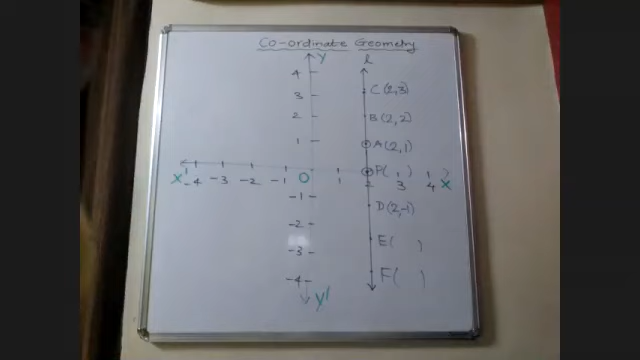 Co-ordinate Geometry
Y l
4
3 C(2,3)
2 B(2,2)
1 A(2,1)
X' -4 -3 -2 -1 O 1 2 P( , ) 3 4 X
-1 D(2,-1)
-2 E( )
-3
-4 F( )
Y'